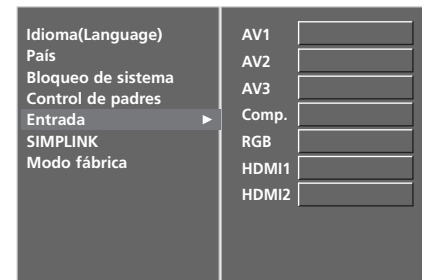 Idioma(Language)
País
Bloqueo de sistema
Control de padres
Entrada ►
SIMPLINK
Modo fábrica
AV1
AV2
AV3
Comp.
RGB
HDMI1
HDMI2